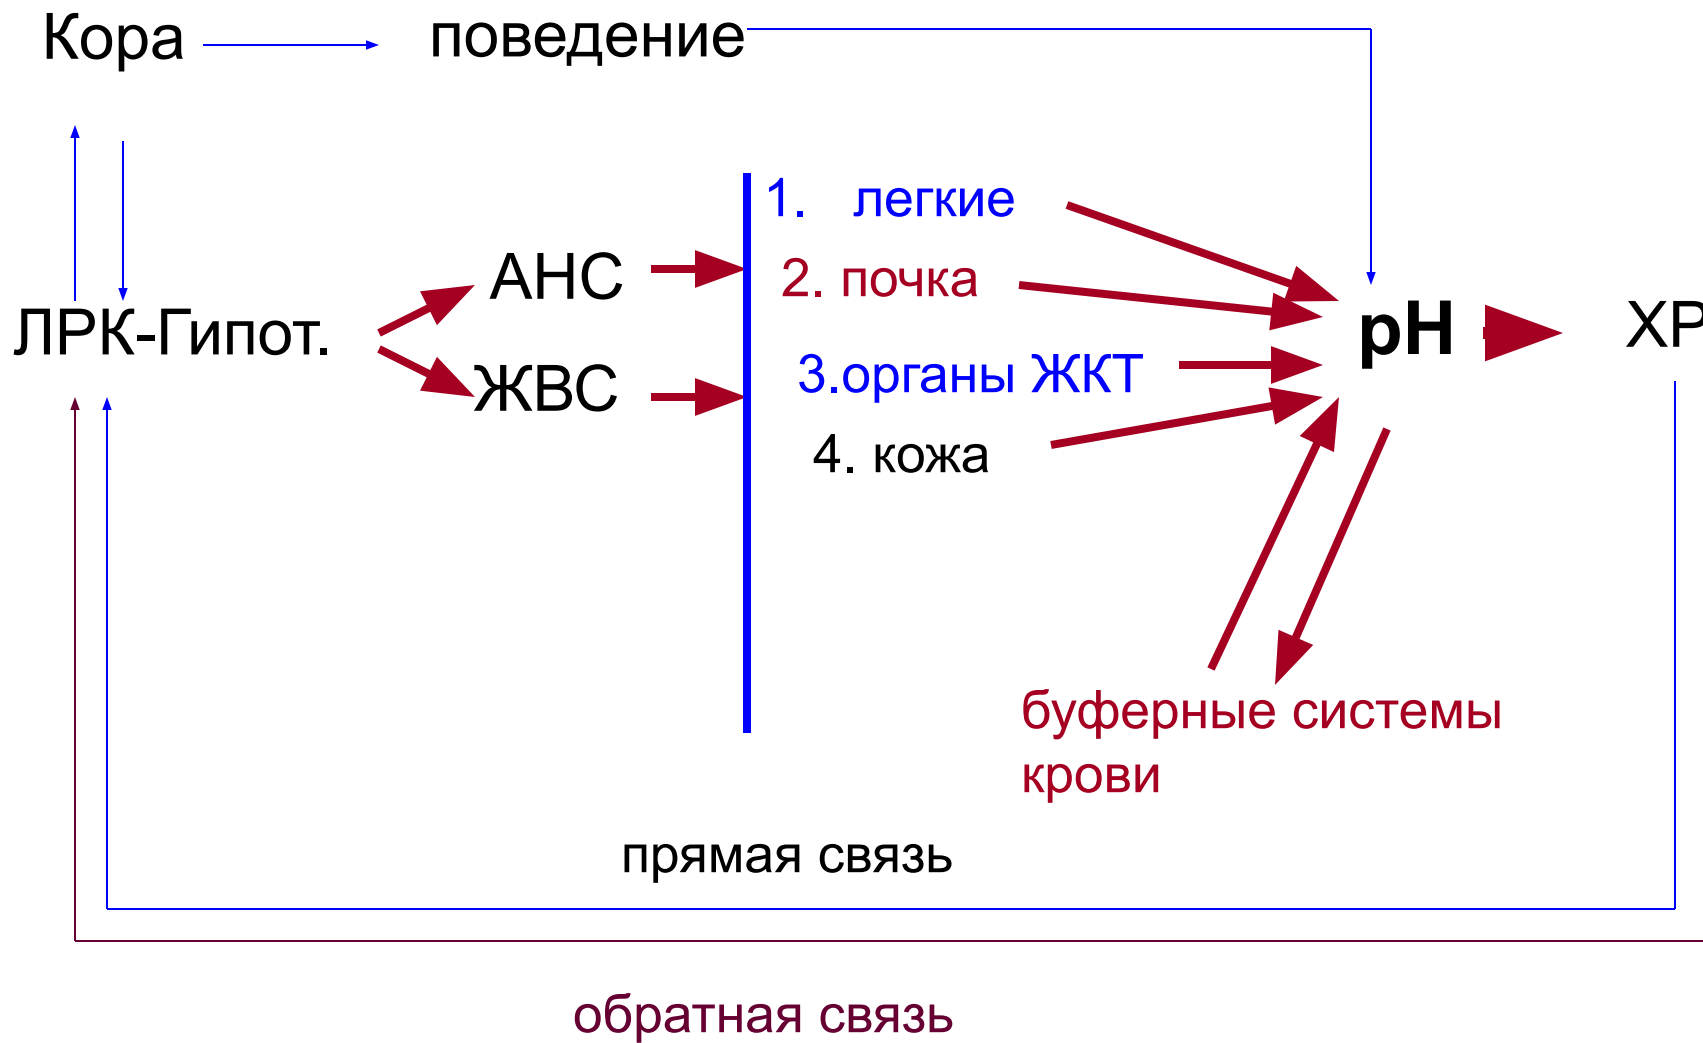 Кора
поведение
1. легкие
АНС
2. почка
ЛРК-Гипот.
рН
ХР
ЖВС
3.органы ЖКТ
4. кожа
буферные системы
крови
прямая связь
обратная связь